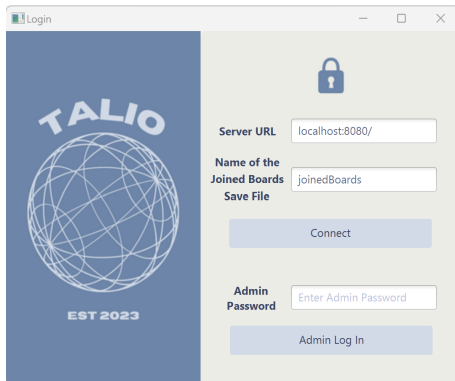 Login
TALIO
EST 2023
Server URL
localhost:8080/
Name of the
Joined Boards
Save File
joinedBoards
Connect
Admin
Password
Enter Admin Password
Admin Log In